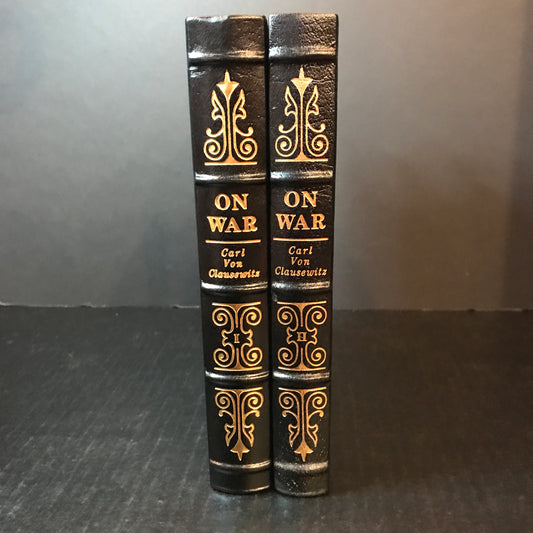 ON
WAR
Carl
Von
Clausewitz
I
ON
WAR
Carl
Von
Clausewitz
II